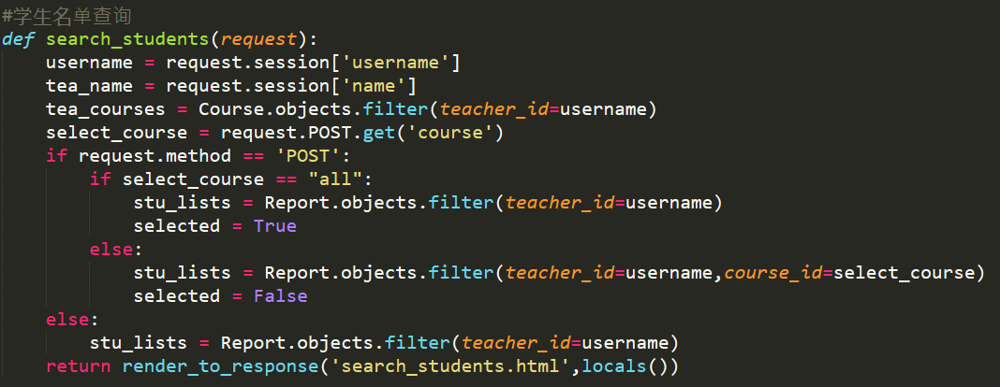 #学生名单查询
def search_students(request):
    username = request.session['username']
    tea_name = request.session['name']
    tea_courses = Course.objects.filter(teacher_id=username)
    select_course = request.POST.get('course')
    if request.method == 'POST':
        if select_course == "all":
            stu_lists = Report.objects.filter(teacher_id=username)
            selected = True
        else:
            stu_lists = Report.objects.filter(teacher_id=username,course_id=select_course)
            selected = False
    else:
        stu_lists = Report.objects.filter(teacher_id=username)
    return render_to_response('search_students.html',locals())